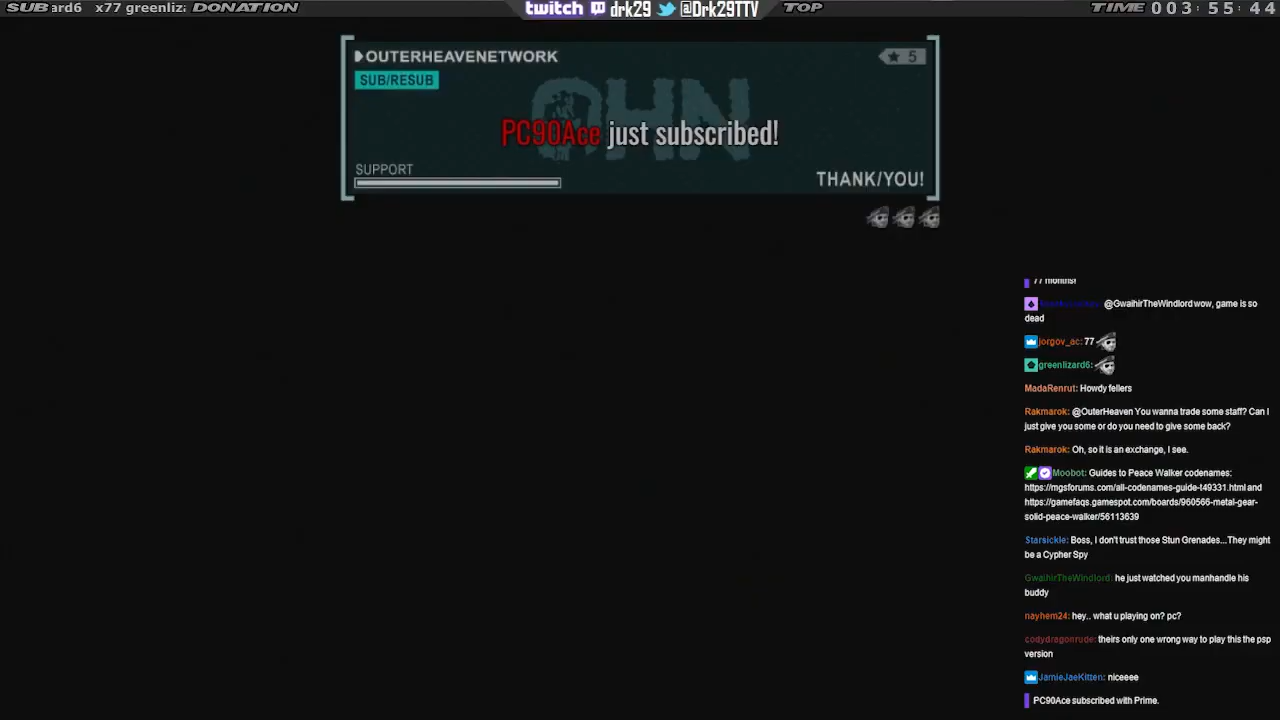 SUB ard6 x77 greenliz DONATION
twitch drk29 @Drk29TTV
TOP
TIME 003:55:44
OUTERHEAVENETWORK
5
SUB/RESUB
OHN
PC90Ace just subscribed!
SUPPORT
THANK/YOU!
77 months!
@GwaihirTheWindlord wow, game is so
dead
jorgov_ac: 77
greenlizard6:
MadaRenrut: Howdy fellers
Rakmarok: @OuterHeaven You wanna trade some staff? Can I
just give you some or do you need to give some back?
Rakmarok: Oh, so it is an exchange, I see.
Moobot: Guides to Peace Walker codenames:
https://mgsforums.com/all-codenames-guide-t49331.html and
https://gamefaqs.gamespot.com/boards/960566-metal-gear-
solid-peace-walker/56113639
Starsickle: Boss, I don't trust those Stun Grenades...They might
be a Cypher Spy
GwaihirTheWindlord: he just watched you manhandle his
buddy
nayhem24: hey.. what u playing on? pc?
codydragonrude: theirs only one wrong way to play this the psp
version
JamieJaeKitten: niceeee
PC90Ace subscribed with Prime.